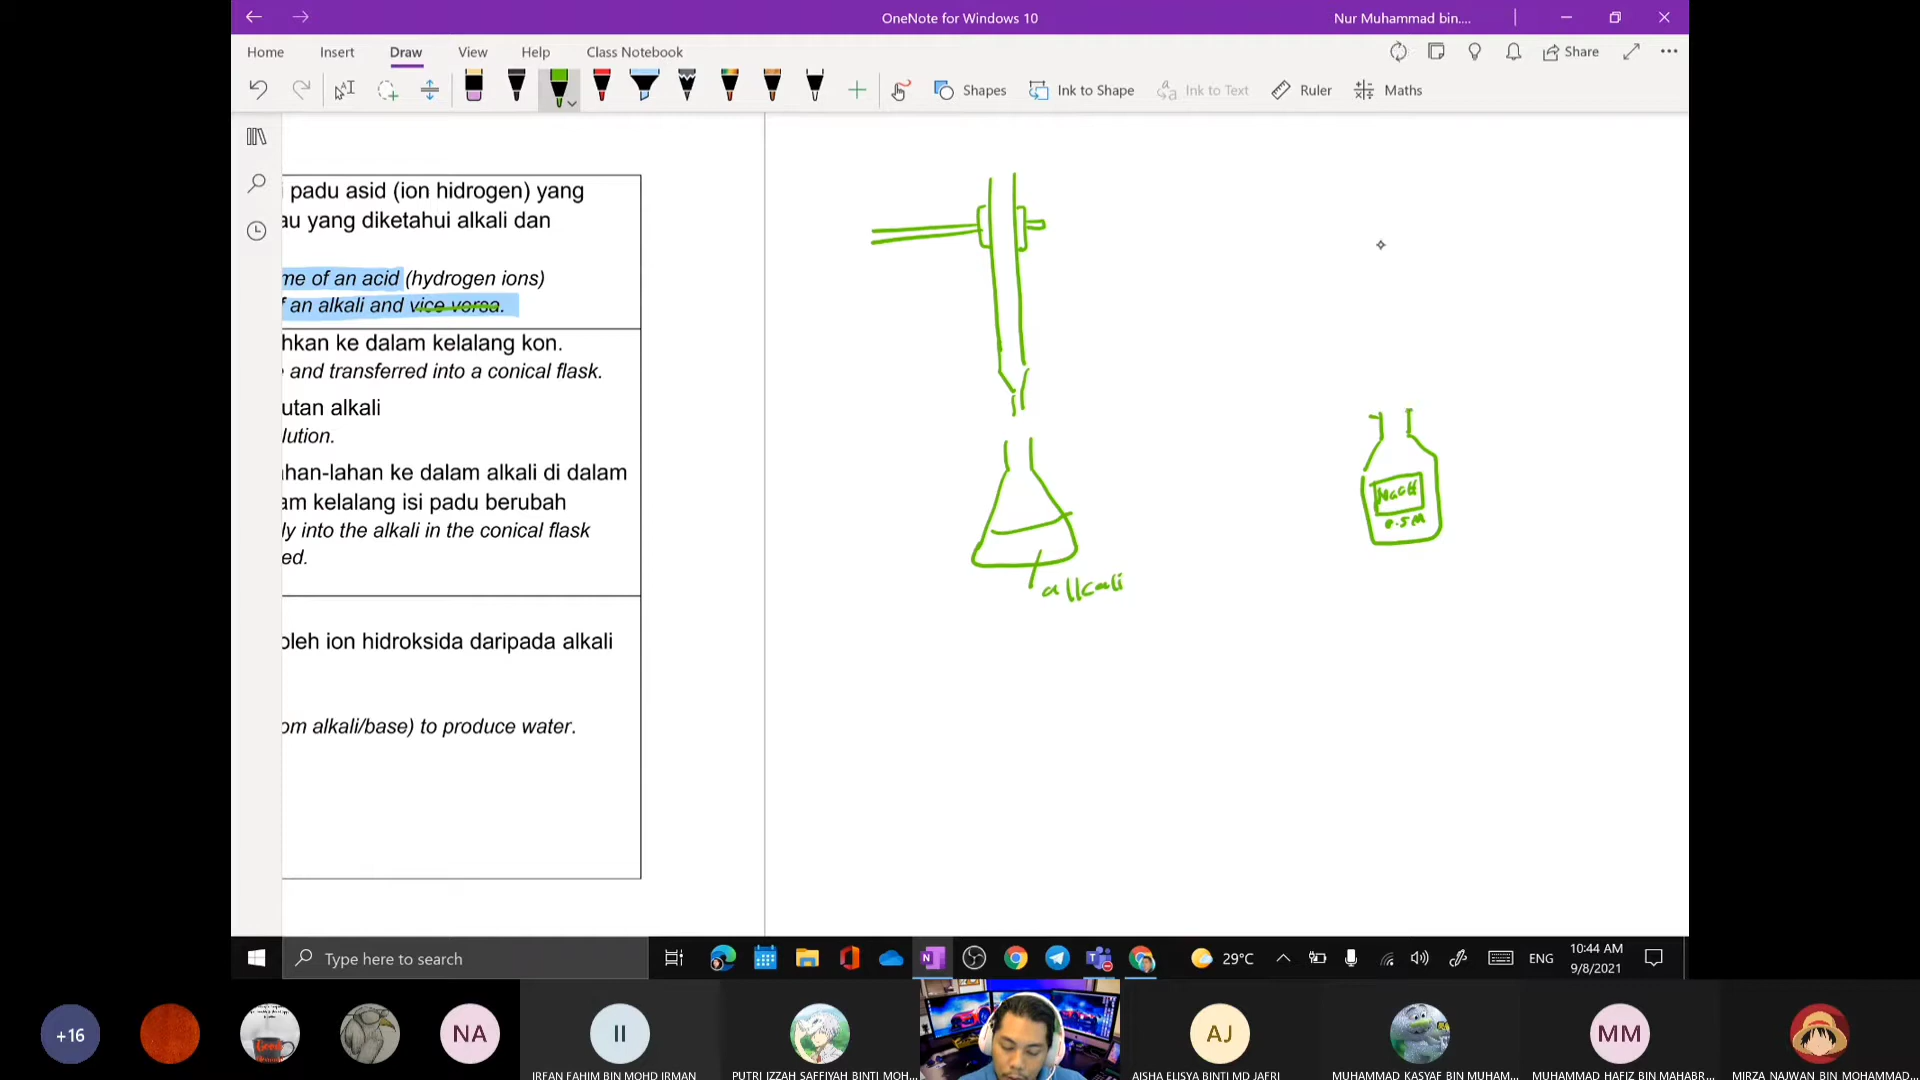 OneNote for Windows 10
Nur Muhammad bin....
Home Insert Draw View Help Class Notebook
Share
Shapes Ink to Shape Ink to Text Ruler Maths
padu asid (ion hidrogen) yang
au yang diketahui alkali dan
me of an acid (hydrogen ions)
f an alkali and vice versa.
hkan ke dalam kelalang kon.
and transferred into a conical flask.
utan alkali
lution.
ahan-lahan ke dalam alkali di dalam
am kelalang isi padu berubah
ly into the alkali in the conical flask
ed.
oleh ion hidroksida daripada alkali
om alkali/base) to produce water.
NaOH
0.5M
alkali
Type here to search
29°C
ENG
10:44 AM
9/8/2021
+16
NA
II
AJ
MM
IRFAN FAHIM BIN MOHD IRMAN
PUTRI IZZAH SAFFIYAH BINTI MOH...
AISHA ELISYA BINTI MD JAFRI
MUHAMMAD KASYAF BIN MUHAM...
MUHAMMAD HAFIZ BIN MAHABR...
MIRZA NAJWAN BIN MOHAMMAD...